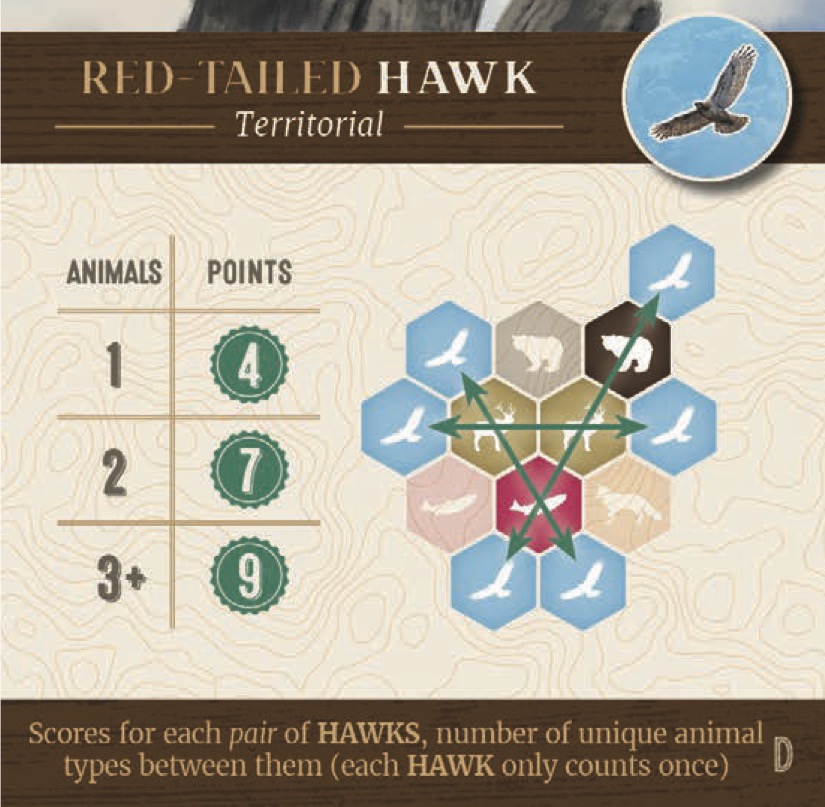 RED-TAILED HAWK
Territorial
ANIMALS POINTS
1 4
2 7
3+ 9
Scores for each pair of HAWKS, number of unique animal
types between them (each HAWK only counts once)
D